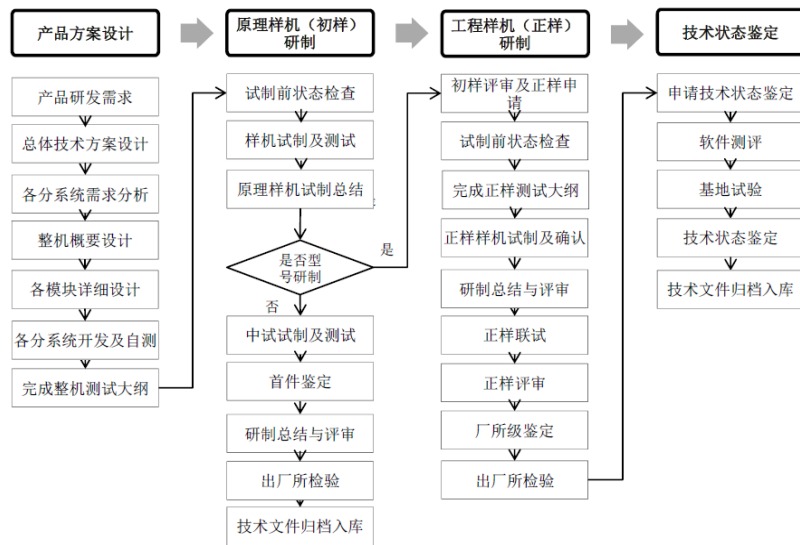 产品方案设计
原理样机（初样）
研制
工程样机（正样）
研制
技术状态鉴定
产品研发需求
总体技术方案设计
各分系统需求分析
整机概要设计
各模块详细设计
各分系统开发及自测
完成整机测试大纲
试制前状态检查
样机试制及测试
原理样机试制总结
是否型
号研制
是
否
中试试制及测试
首件鉴定
研制总结与评审
出厂所检验
技术文件归档入库
初样评审及正样申
请
试制前状态检查
完成正样测试大纲
正样样机试制及确认
研制总结与评审
正样联试
正样评审
厂所级鉴定
出厂所检验
申请技术状态鉴定
软件测评
基地试验
技术状态鉴定
技术文件归档入库